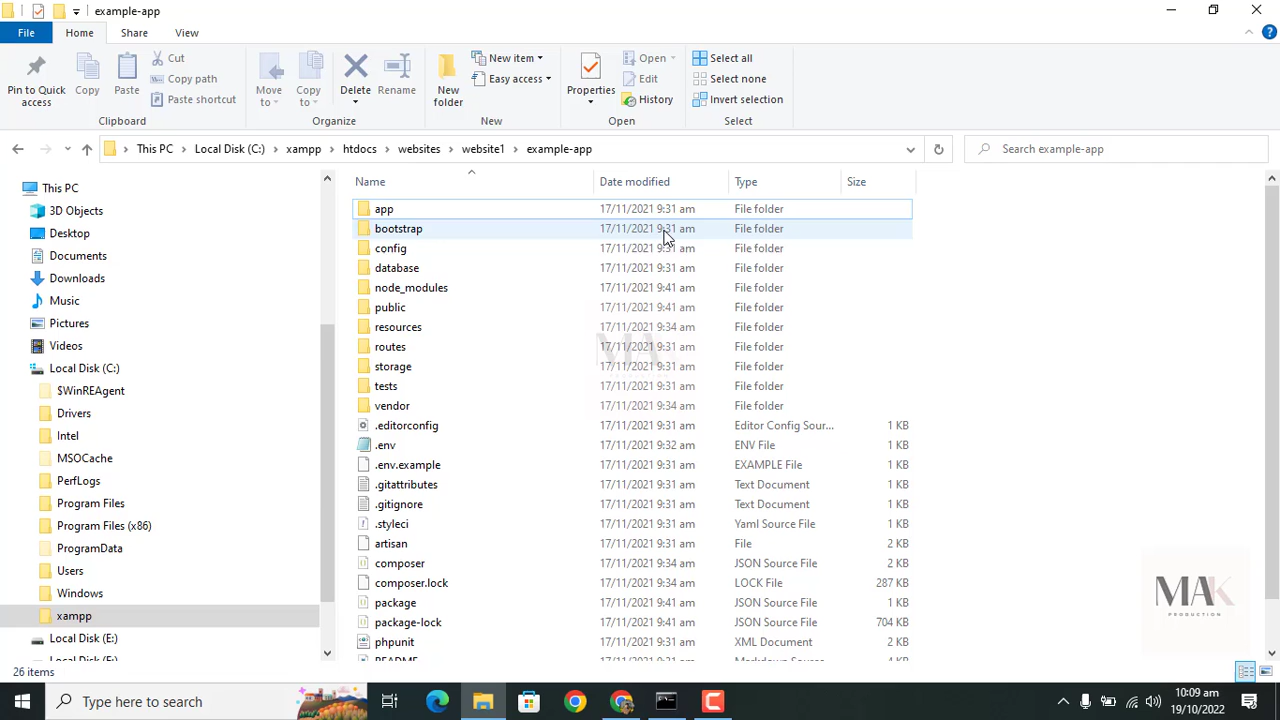 example-app
File Home Share View
Pin to Quick access
Copy
Paste
Cut
Copy path
Paste shortcut
Clipboard
Move to
Copy to
Delete
Rename
Organize
New folder
New item
Easy access
New
Properties
Open
Edit
History
Open
Select all
Select none
Invert selection
Select
This PC Local Disk (C:) xampp htdocs websites website1 example-app
Search example-app
This PC
3D Objects
Desktop
Documents
Downloads
Music
Pictures
Videos
Local Disk (C:)
$WinREAgent
Drivers
Intel
MSOCache
PerfLogs
Program Files
Program Files (x86)
ProgramData
Users
Windows
xampp
Local Disk (E:)
Name Date modified Type Size
app 17/11/2021 9:31 am File folder
bootstrap 17/11/2021 9:31 am File folder
config 17/11/2021 9:31 am File folder
database 17/11/2021 9:31 am File folder
node_modules 17/11/2021 9:41 am File folder
public 17/11/2021 9:41 am File folder
resources 17/11/2021 9:34 am File folder
routes 17/11/2021 9:31 am File folder
storage 17/11/2021 9:31 am File folder
tests 17/11/2021 9:31 am File folder
vendor 17/11/2021 9:34 am File folder
.editorconfig 17/11/2021 9:31 am Editor Config Sour... 1 KB
.env 17/11/2021 9:32 am ENV File 1 KB
.env.example 17/11/2021 9:31 am EXAMPLE File 1 KB
.gitattributes 17/11/2021 9:31 am Text Document 1 KB
.gitignore 17/11/2021 9:31 am Text Document 1 KB
.styleci 17/11/2021 9:31 am Yaml Source File 1 KB
artisan 17/11/2021 9:31 am File 2 KB
composer 17/11/2021 9:34 am JSON Source File 2 KB
composer.lock 17/11/2021 9:34 am LOCK File 287 KB
package 17/11/2021 9:41 am JSON Source File 1 KB
package-lock 17/11/2021 9:41 am JSON Source File 704 KB
phpunit 17/11/2021 9:31 am XML Document 2 KB
MAK
PRODUCTION
26 items
Type here to search
10:09 am
19/10/2022